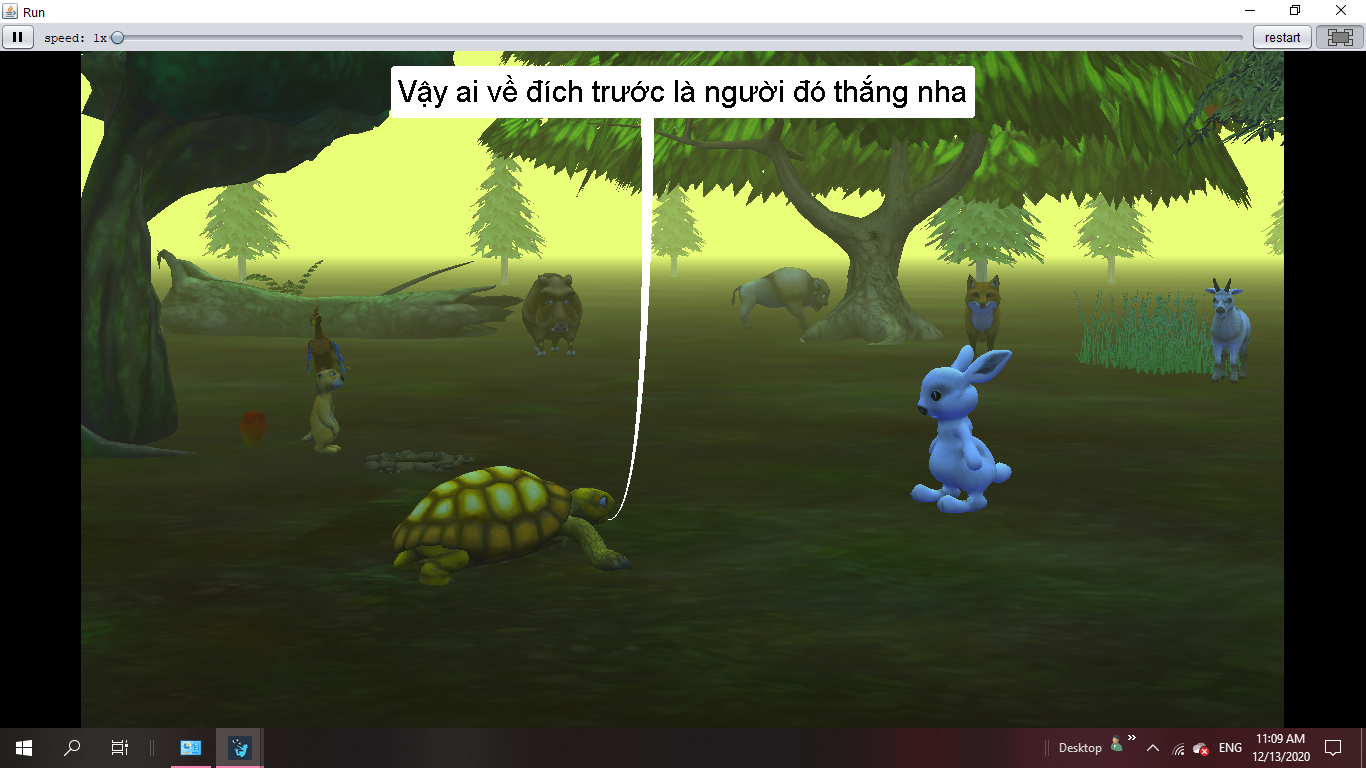 Run
speed: 1x
restart
Vậy ai về đích trước là người đó thắng nha
Desktop
»
ENG
11:09 AM
12/13/2020